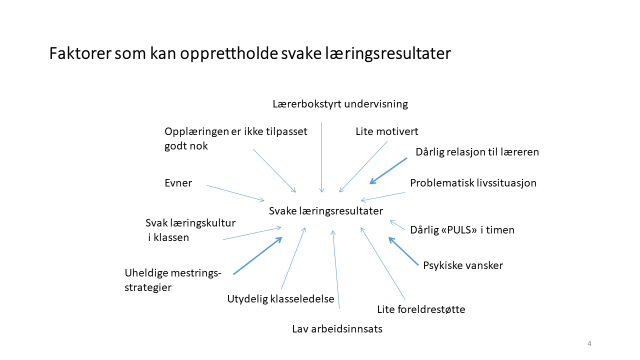 Faktorer som kan opprettholde svake læringsresultater
Lærerbokstyrt undervisning
Opplæringen er ikke tilpasset
godt nok
Lite motivert
Dårlig relasjon til læreren
Evner
Problematisk livssituasjon
Svake læringsresultater
Svak læringskultur
i klassen
Dårlig «PULS» i timen
Psykiske vansker
Uheldige mestrings-
strategier
Utydelig klasseledelse
Lite foreldrestøtte
Lav arbeidsinnsats
4